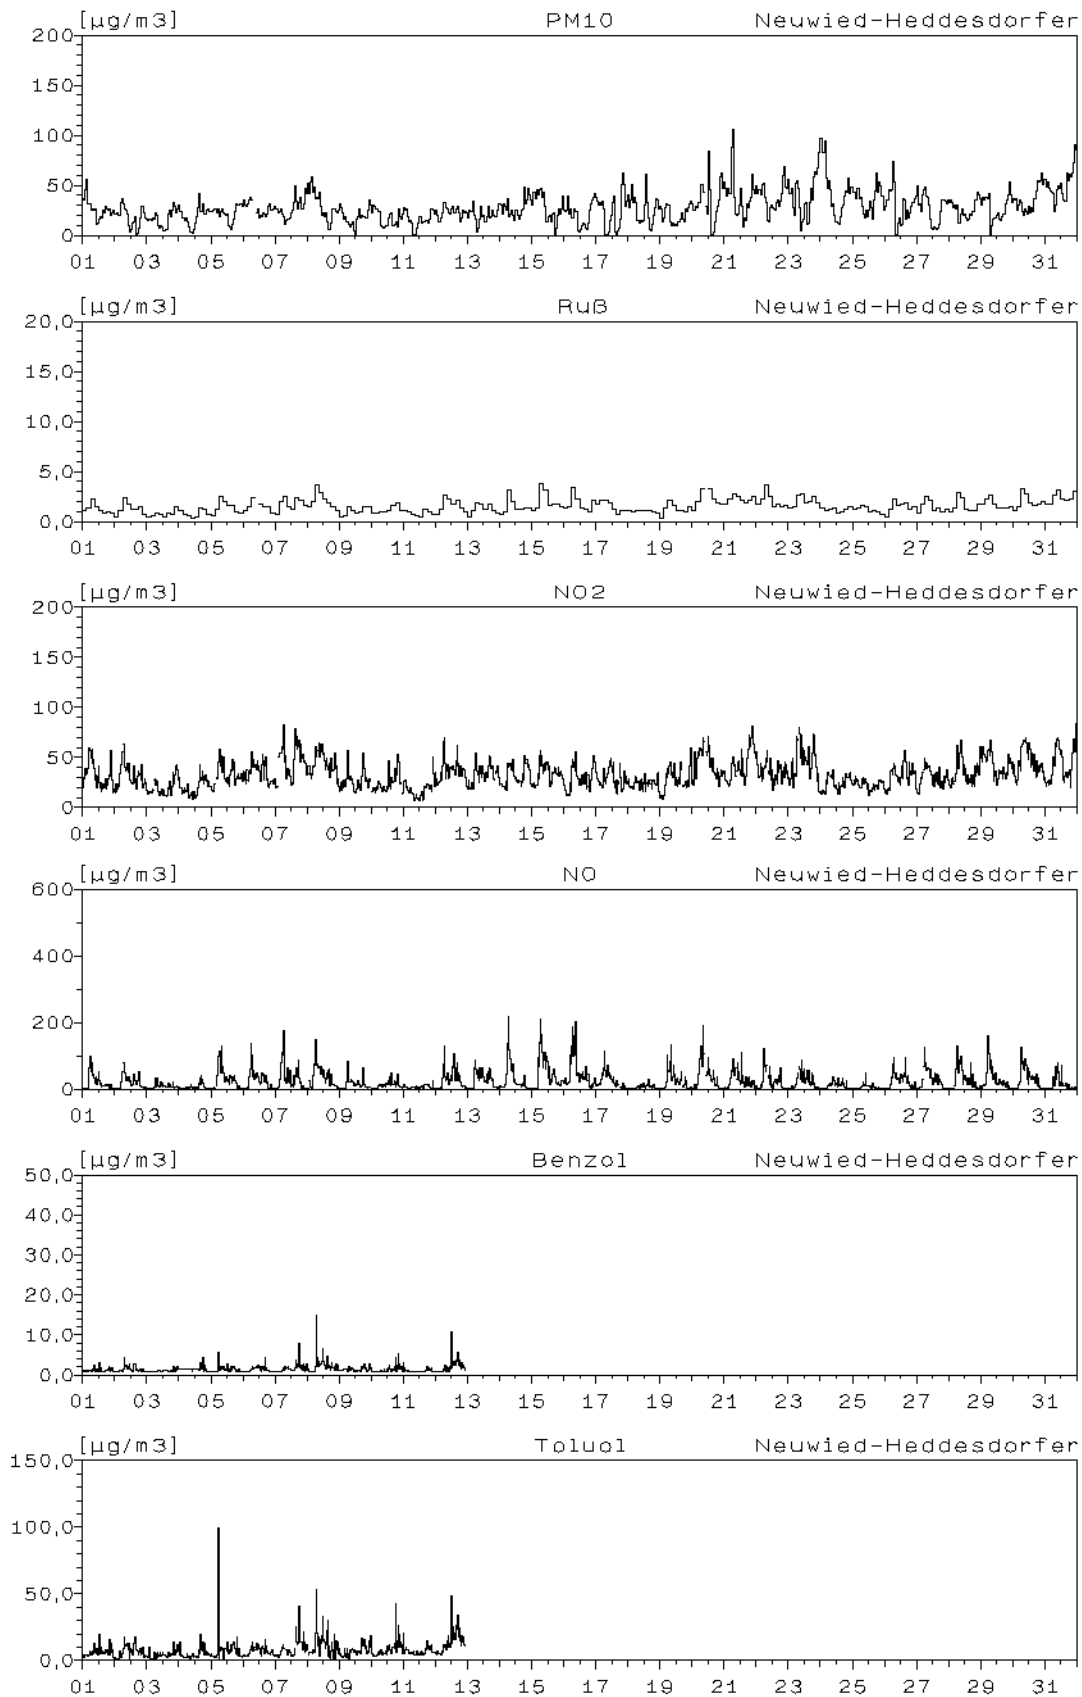 [µg/m3] PM10 Neuwied-Heddesdorfer
200
150
100
50
0
01 03 05 07 09 11 13 15 17 19 21 23 25 27 29 31
[µg/m3] Ruß Neuwied-Heddesdorfer
20,0
15,0
10,0
5,0
0,0
01 03 05 07 09 11 13 15 17 19 21 23 25 27 29 31
[µg/m3] NO2 Neuwied-Heddesdorfer
200
150
100
50
0
01 03 05 07 09 11 13 15 17 19 21 23 25 27 29 31
[µg/m3] NO Neuwied-Heddesdorfer
600
400
200
0
01 03 05 07 09 11 13 15 17 19 21 23 25 27 29 31
[µg/m3] Benzol Neuwied-Heddesdorfer
50,0
40,0
30,0
20,0
10,0
0,0
01 03 05 07 09 11 13 15 17 19 21 23 25 27 29 31
[µg/m3] Toluol Neuwied-Heddesdorfer
150,0
100,0
50,0
0,0
01 03 05 07 09 11 13 15 17 19 21 23 25 27 29 31